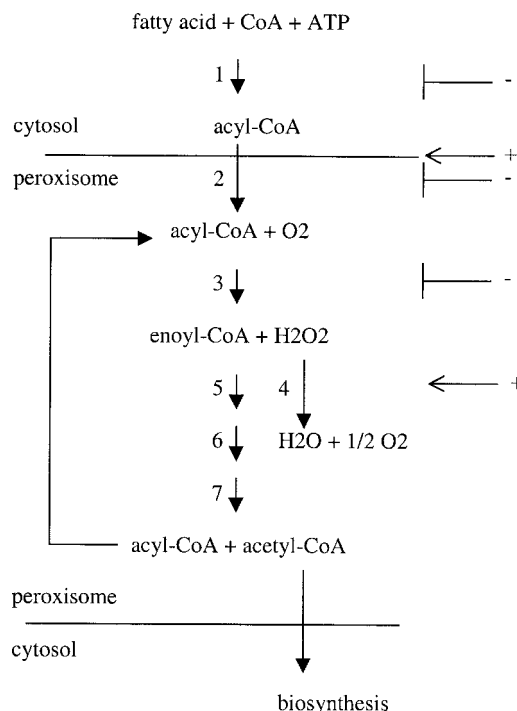 fatty acid + CoA + ATP
1
-
cytosol
acyl-CoA
+
peroxisome
2
-
acyl-CoA + O2
3
-
enoyl-CoA + H2O2
5
4
+
6
H2O + 1/2 O2
7
acyl-CoA + acetyl-CoA
peroxisome
cytosol
biosynthesis